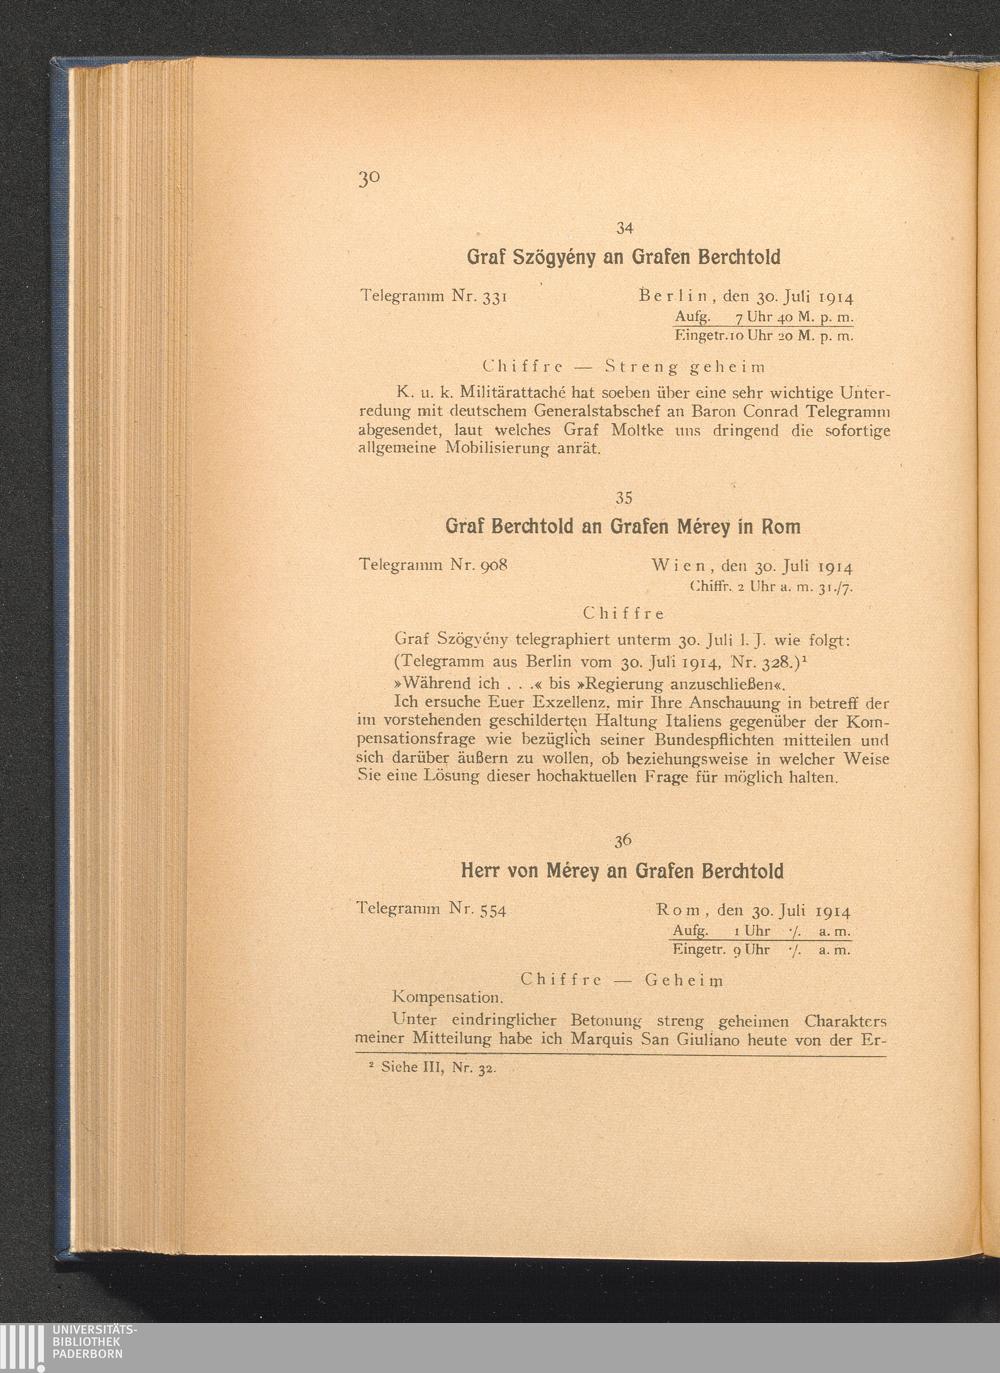 30
34
Graf Szögyény an Grafen Berchtold
Telegramm Nr. 331 Berlin, den 30. Juli 1914
Aufg. 7 Uhr 40 M. p. m.
Eingetr. 10 Uhr 20 M. p. m.
Chiffre — Streng geheim
K. u. k. Militärattaché hat soeben über eine sehr wichtige Unter-
redung mit deutschem Generalstabschef an Baron Conrad Telegramm
abgesendet, laut welches Graf Moltke uns dringend die sofortige
allgemeine Mobilisierung anrät.
35
Graf Berchtold an Grafen Mérey in Rom
Telegramm Nr. 908 Wien, den 30. Juli 1914
Chiffr. 2 Uhr a. m. 31./7.
Chiffre
Graf Szögyény telegraphiert unterm 30. Juli l. J. wie folgt:
(Telegramm aus Berlin vom 30. Juli 1914, Nr. 328.)¹
»Während ich . . .« bis »Regierung anzuschließen«.
Ich ersuche Euer Exzellenz, mir Ihre Anschauung in betreff der
im vorstehenden geschilderten Haltung Italiens gegenüber der Kom-
pensationsfrage wie bezüglich seiner Bundespflichten mitteilen und
sich darüber äußern zu wollen, ob beziehungsweise in welcher Weise
Sie eine Lösung dieser hochaktuellen Frage für möglich halten.
36
Herr von Mérey an Grafen Berchtold
Telegramm Nr. 554 Rom, den 30. Juli 1914
Aufg. 1 Uhr ·/. a. m.
Eingetr. 9 Uhr ·/. a. m.
Chiffre — Geheim
Kompensation.
Unter eindringlicher Betonung streng geheimen Charakters
meiner Mitteilung habe ich Marquis San Giuliano heute von der Er-
² Siehe III, Nr. 32.
UNIVERSITÄTS-
BIBLIOTHEK
PADERBORN